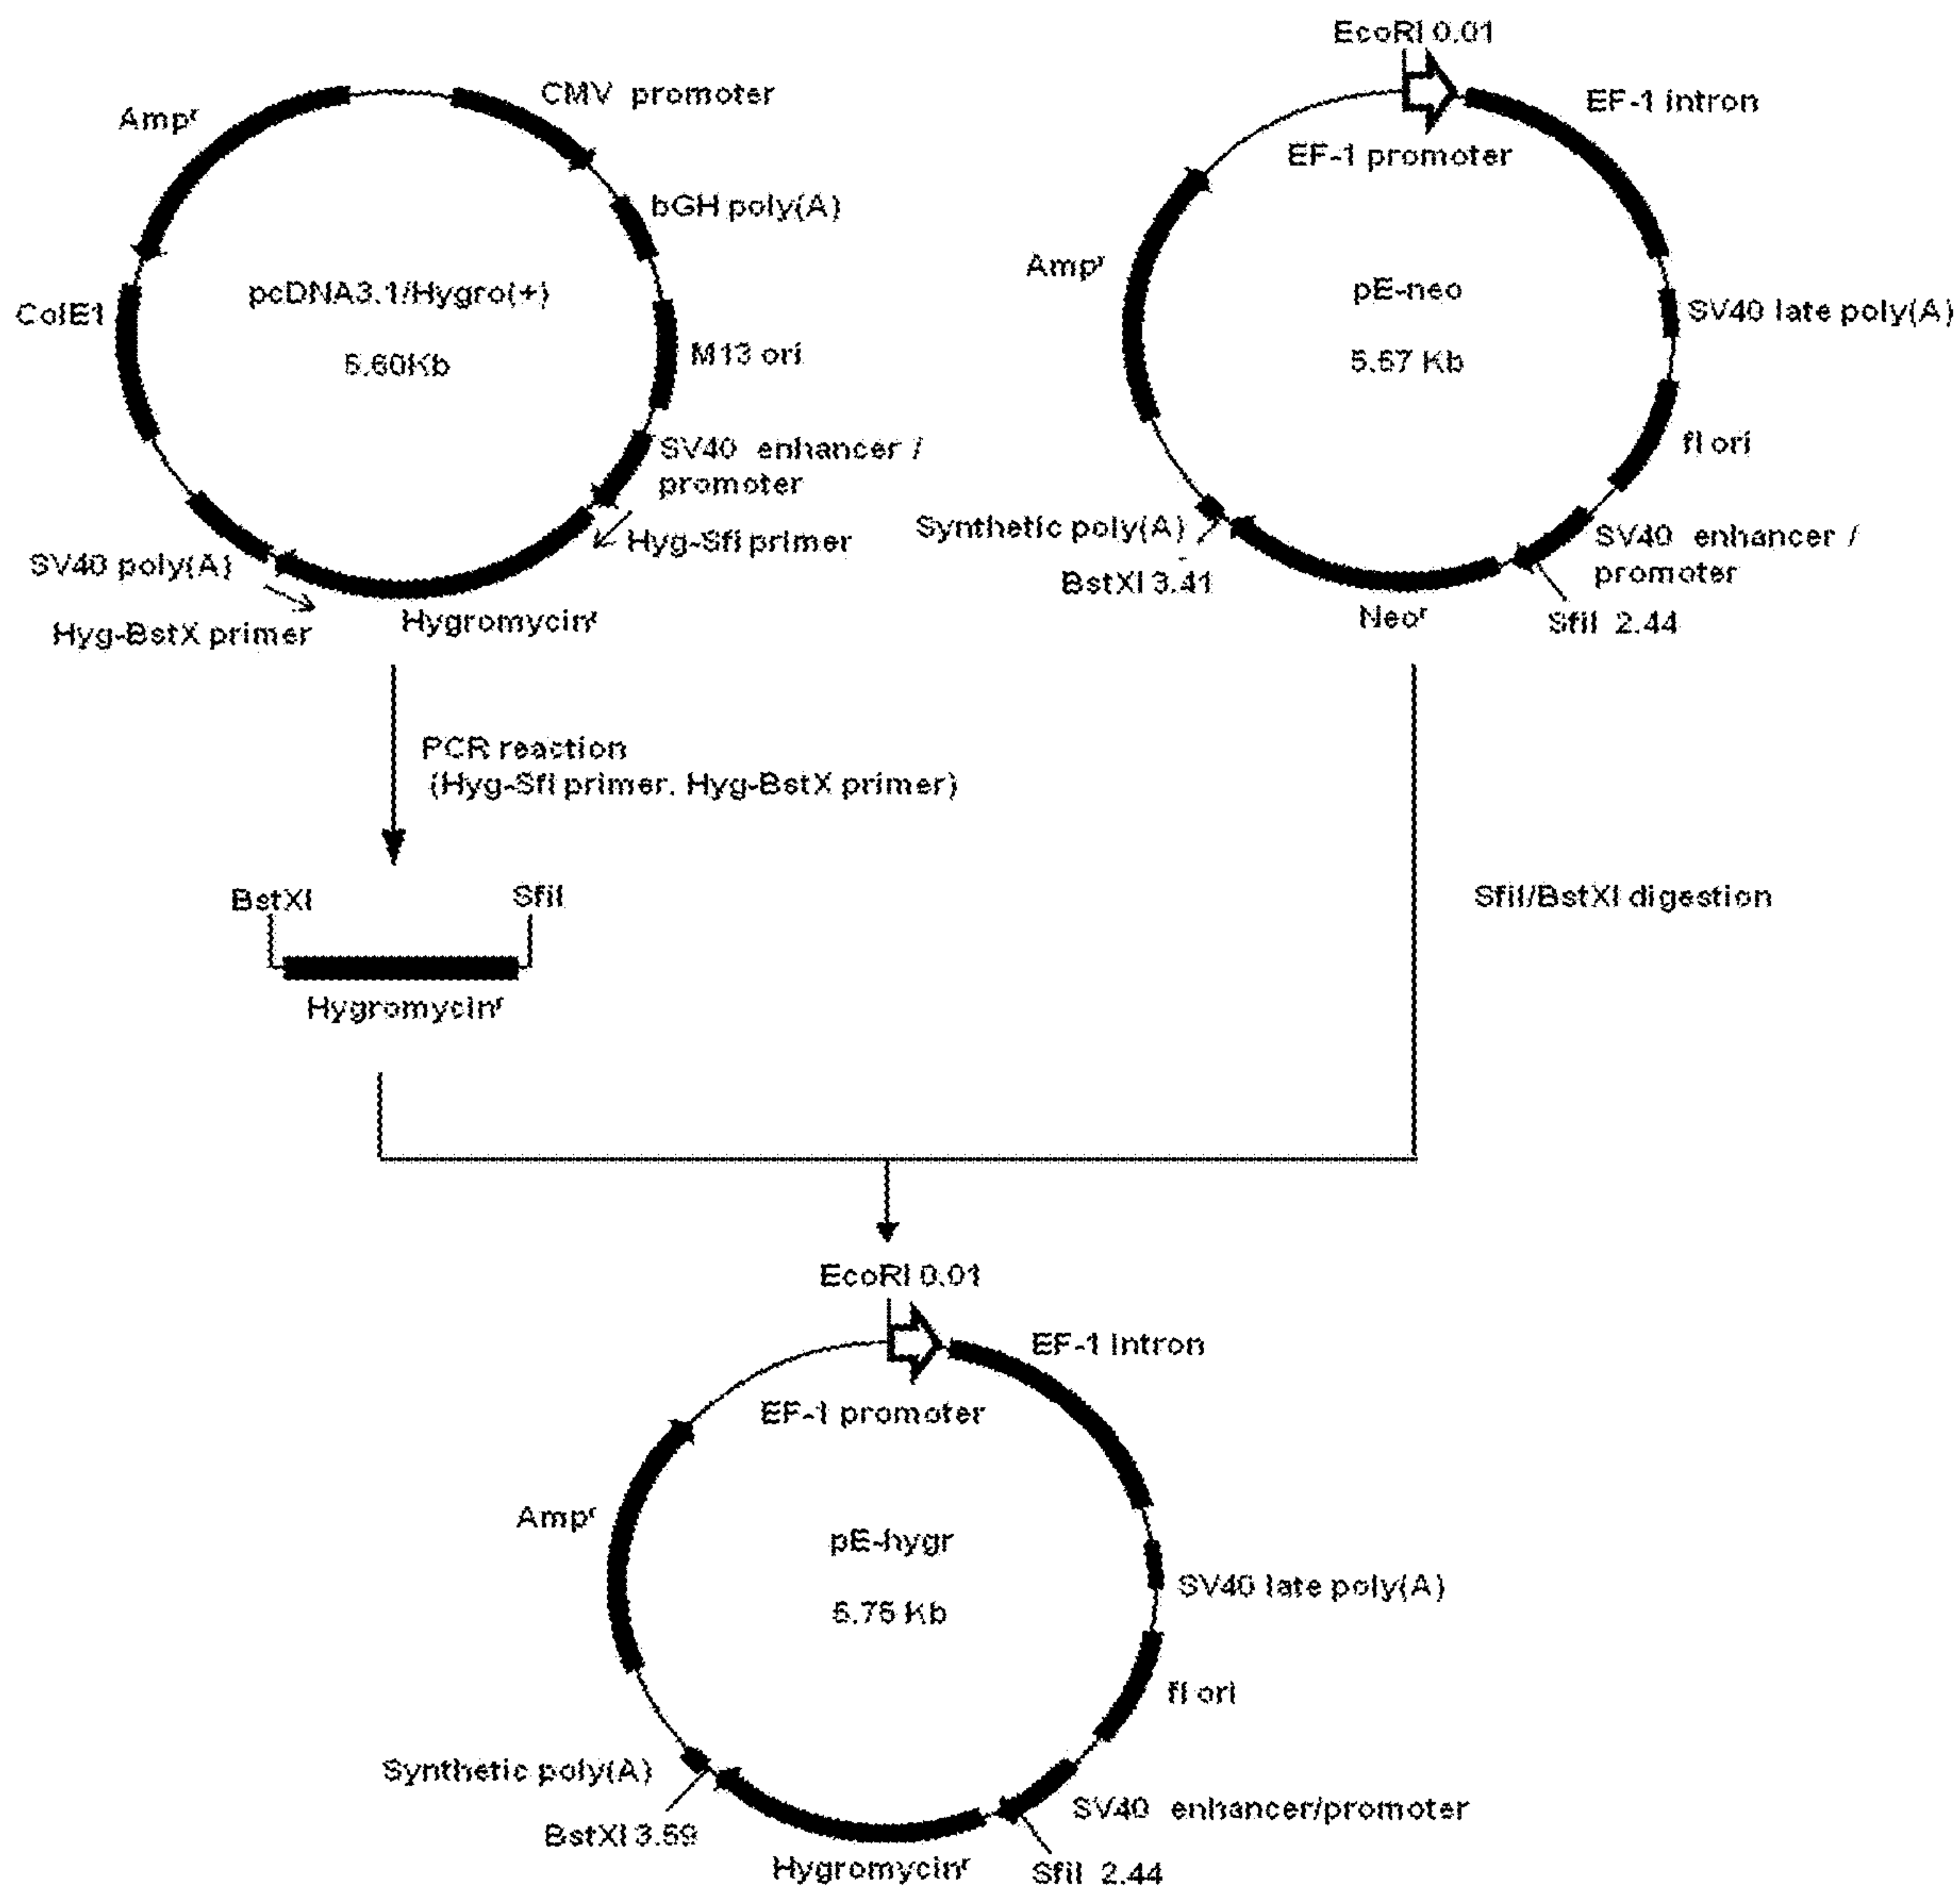 EcoRI 0.01
CMV promoter
Ampʳ
EF-1 intron
EF-1 promoter
bGH poly(A)
Ampʳ
pcDNA3.1/Hygro(+)
pE-neo
ColE1
SV40 late poly(A)
5.60Kb
5.57 Kb
M13 ori
fI ori
SV40 enhancer /
promoter
Synthetic poly(A)
SV40 enhancer /
promoter
Hyg-SfiI primer
SV40 poly(A)
BstXI 3.41
Hygromycinʳ
Neoʳ
SfiI 2.44
Hyg-BstX primer
PCR reaction
(Hyg-SfI primer, Hyg-BstX primer)
BstXI
SfiI
SfiI/BstXI digestion
Hygromycinʳ
EcoRI 0.01
EF-1 intron
EF-1 promoter
Ampʳ
pE-hygr
SV40 late poly(A)
5.75 Kb
fI ori
Synthetic poly(A)
SV40 enhancer/promoter
BstXI 3.59
Hygromycinʳ
SfiI 2.44